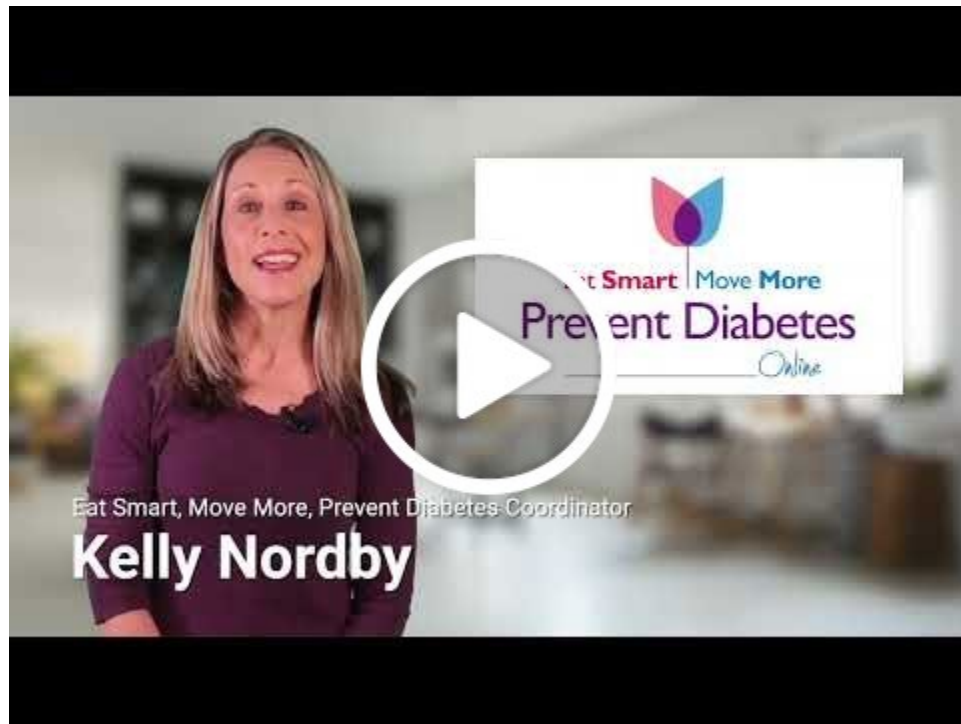 Smart | Move More
Prevent Diabetes
Online
Eat Smart, Move More, Prevent Diabetes Coordinator
Kelly Nordby